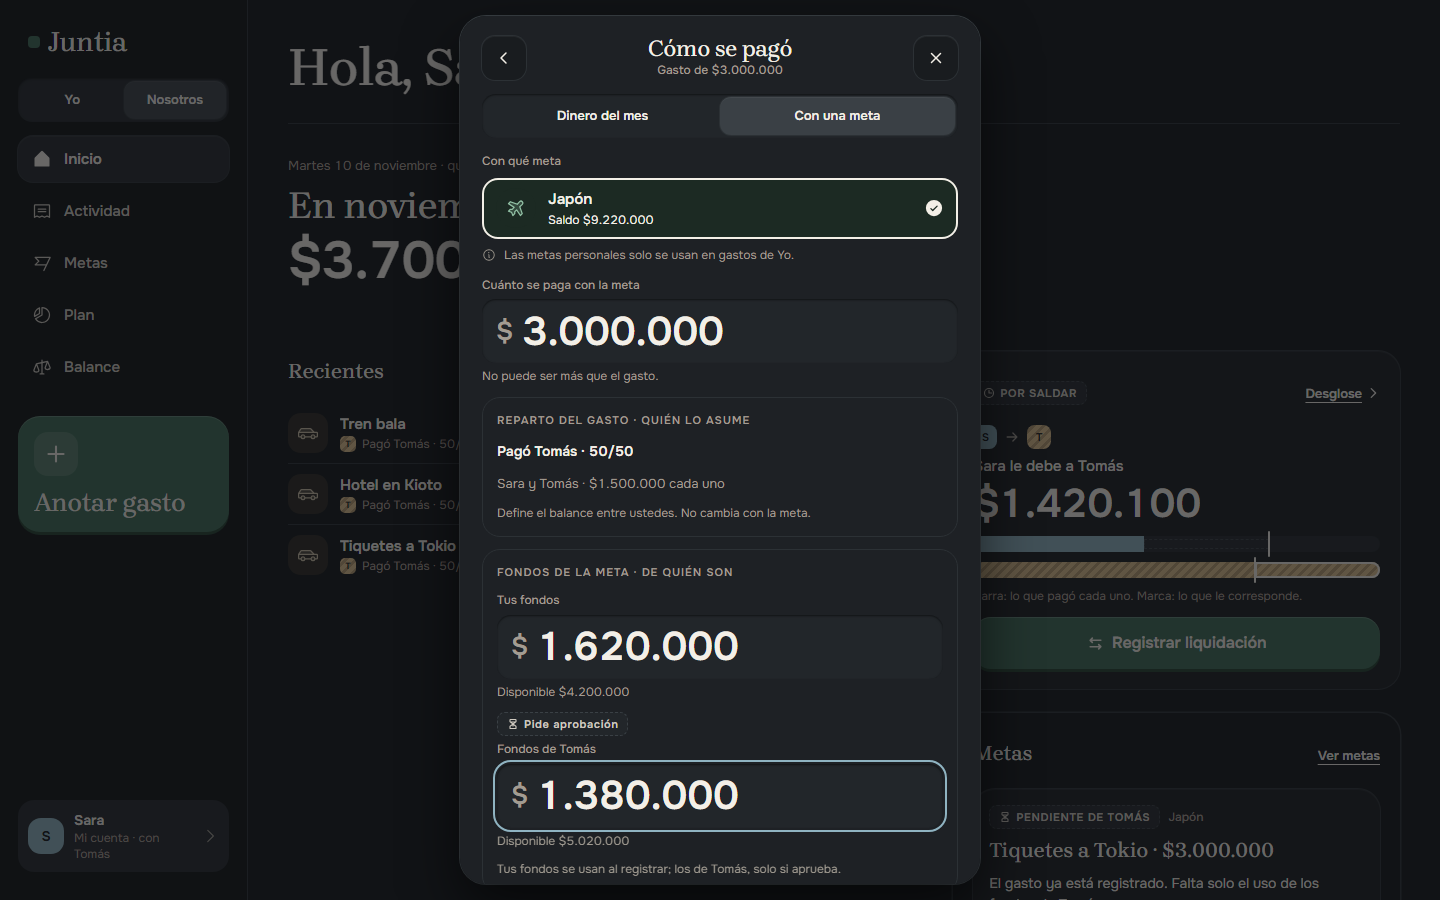 Juntia
Yo
Nosotros
Inicio
Actividad
Metas
Plan
Balance
Anotar gasto
S
Sara
Mi cuenta · con
Tomás
Hola,
Martes 10 de noviembre ·
En
$3.700
Recientes
Tren bala
T Pagó Tomás ·
Hotel en Kioto
T Pagó Tomás ·
Tiquetes a Tokio
T Pagó Tomás ·
Cómo se pagó
Gasto de $3.000.000
Dinero del mes
Con una meta
Con qué meta
Japón
Saldo $9.220.000
Las metas personales solo se usan en gastos de Yo.
Cuánto se paga con la meta
$ 3.000.000
No puede ser más que el gasto.
REPARTO DEL GASTO · QUIÉN LO ASUME
Pagó Tomás · 50/50
Sara y Tomás · $1.500.000 cada uno
Define el balance entre ustedes. No cambia con la meta.
FONDOS DE LA META · DE QUIÉN SON
Tus fondos
$ 1.620.000
Disponible $4.200.000
Pide aprobación
Fondos de Tomás
$ 1.380.000
Disponible $5.020.000
Tus fondos se usan al registrar; los de Tomás, solo si aprueba.
POR SALDAR
Desglose
S → T
Sara le debe a Tomás
$1.420.100
lo que pagó cada uno. Marca: lo que le corresponde.
Registrar liquidación
Metas
Ver metas
PENDIENTE DE TOMÁS Japón
Tiquetes a Tokio · $3.000.000
El gasto ya está registrado. Falta solo el uso de los